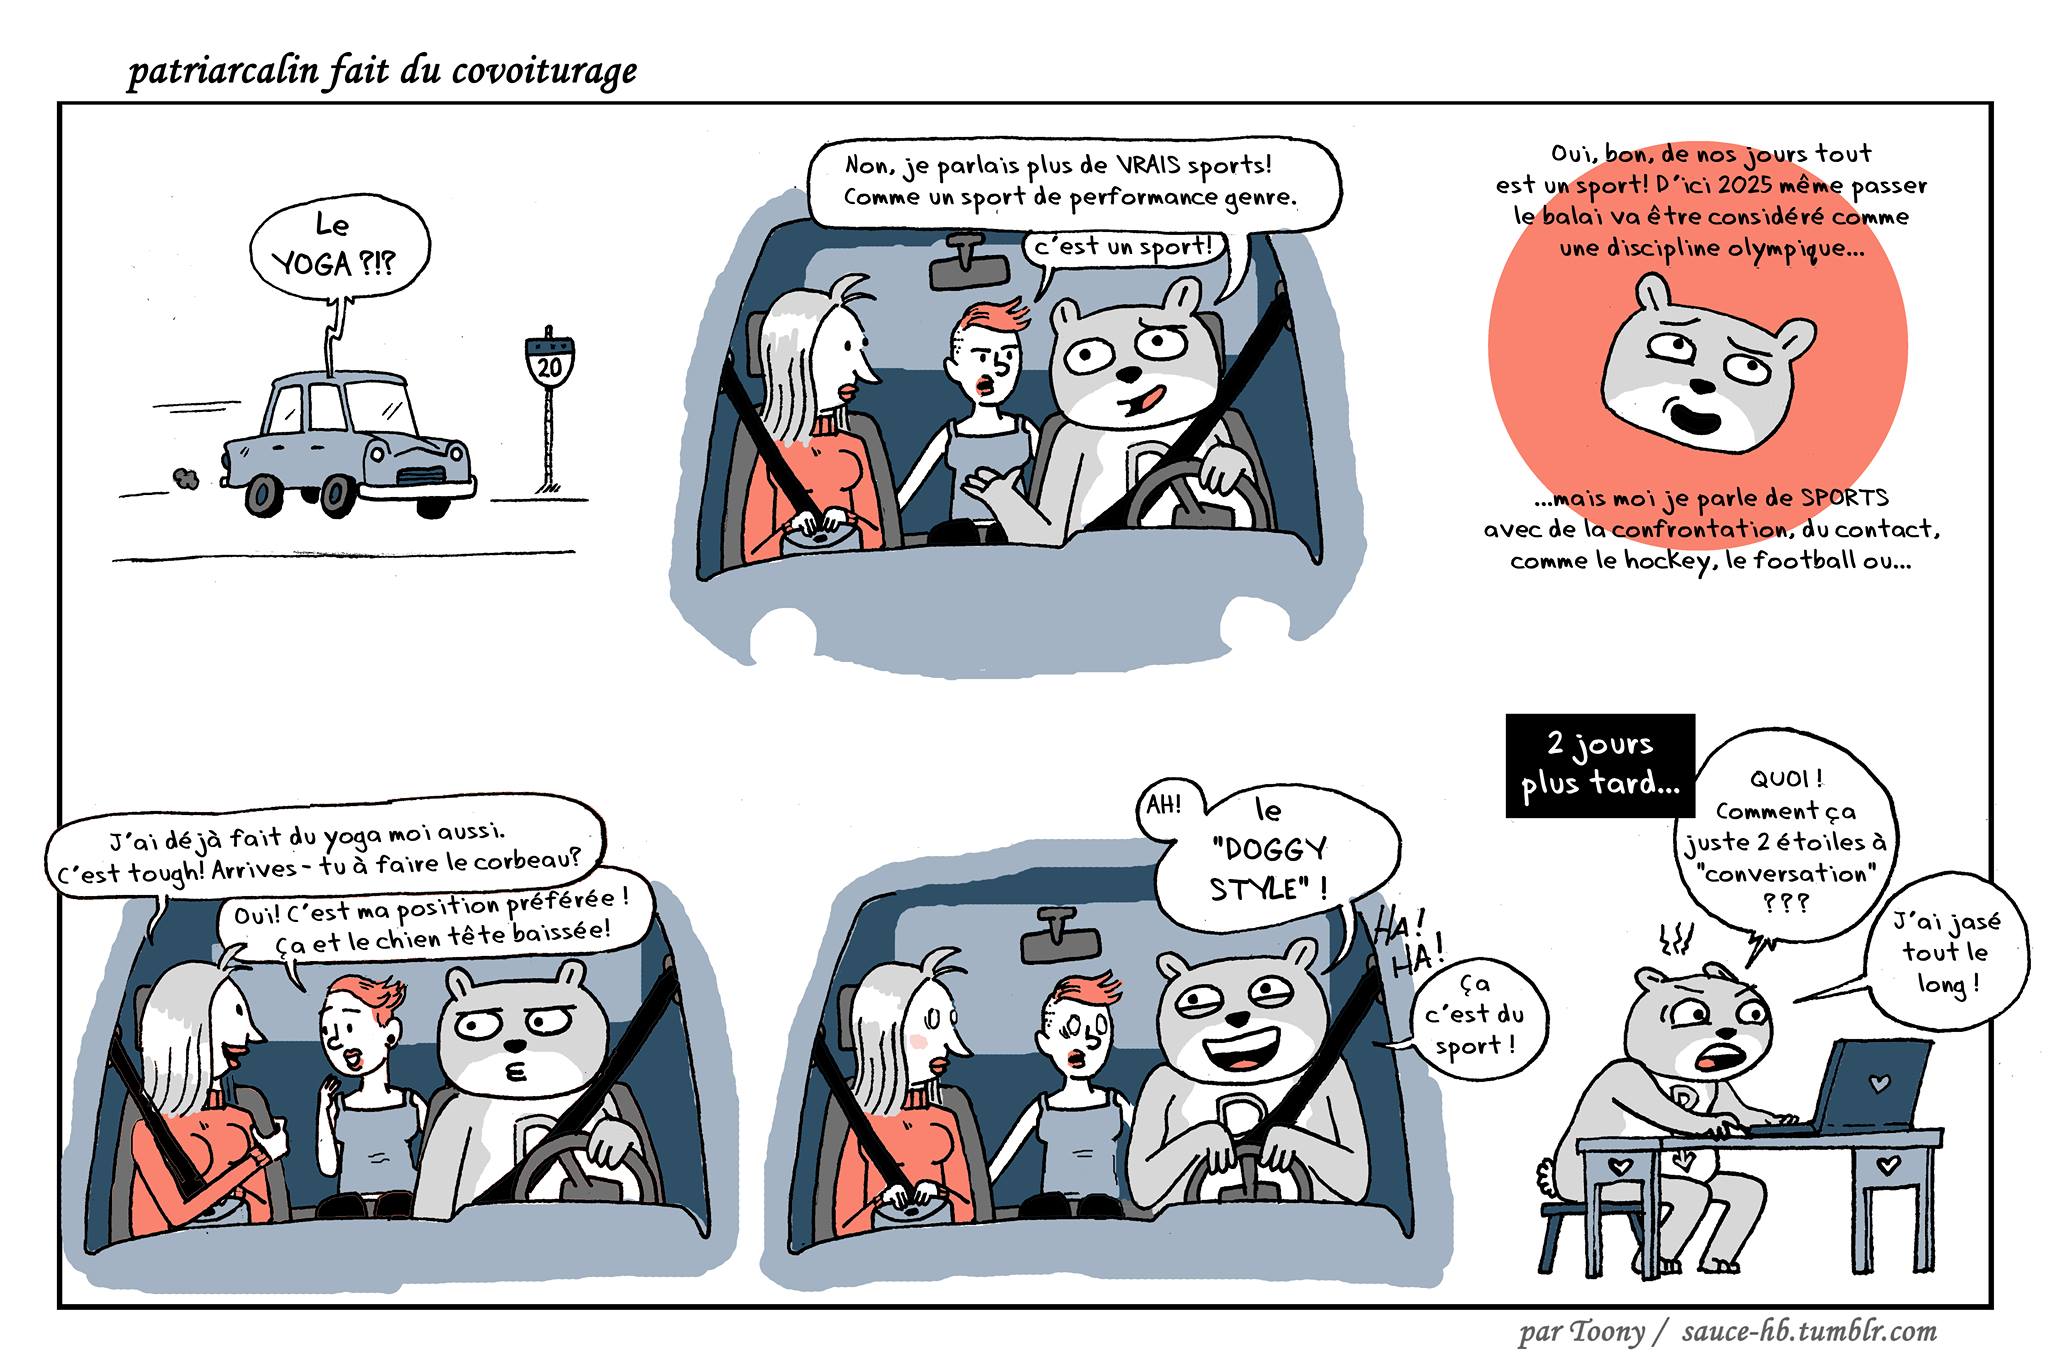 patriarcalin fait du covoiturage
Le
YOGA ?!?
20
Non, je parlais plus de VRAIS sports!
Comme un sport de performance genre.
c'est un sport!
Oui, bon, de nos jours tout
est un sport! D'ici 2025 même passer
le balai va être considéré comme
une discipline olympique...
...mais moi je parle de SPORTS
avec de la confrontation, du contact,
comme le hockey, le football ou...
J'ai déjà fait du yoga moi aussi.
C'est tough! Arrives-tu à faire le corbeau?
Oui! C'est ma position préférée !
Ça et le chien tête baissée!
AH!
le
"DOGGY
STYLE" !
HA!
HA!
Ça
c'est du
sport !
2 jours
plus tard...
QUOI !
Comment ça
juste 2 étoiles à
"conversation"
???
J'ai jasé
tout le
long !
par Toony / sauce-hb.tumblr.com